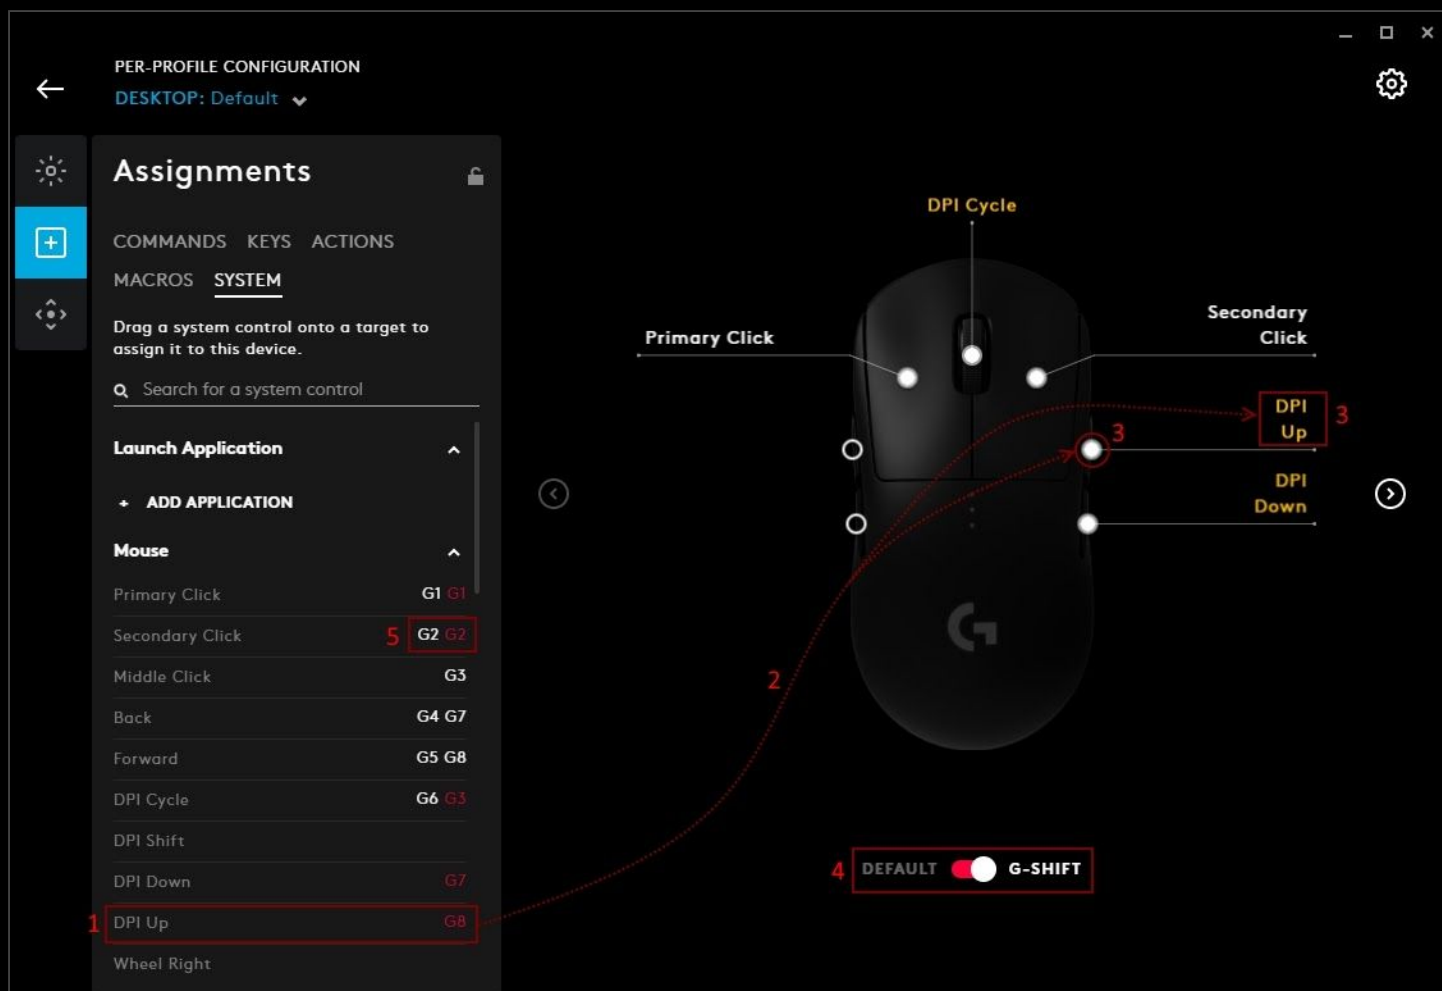 PER-PROFILE CONFIGURATION
DESKTOP: Default
Assignments
COMMANDS KEYS ACTIONS
MACROS SYSTEM
Drag a system control onto a target to
assign it to this device.
Search for a system control
Launch Application
+ ADD APPLICATION
Mouse
Primary Click G1 G1
Secondary Click 5 G2 G2
Middle Click G3
Back G4 G7
Forward G5 G8
DPI Cycle G6 G3
DPI Shift
DPI Down G7
1 DPI Up G8
Wheel Right
DPI Cycle
Primary Click
Secondary
Click
DPI
Up
3
3
DPI
Down
G
2
4 DEFAULT G-SHIFT